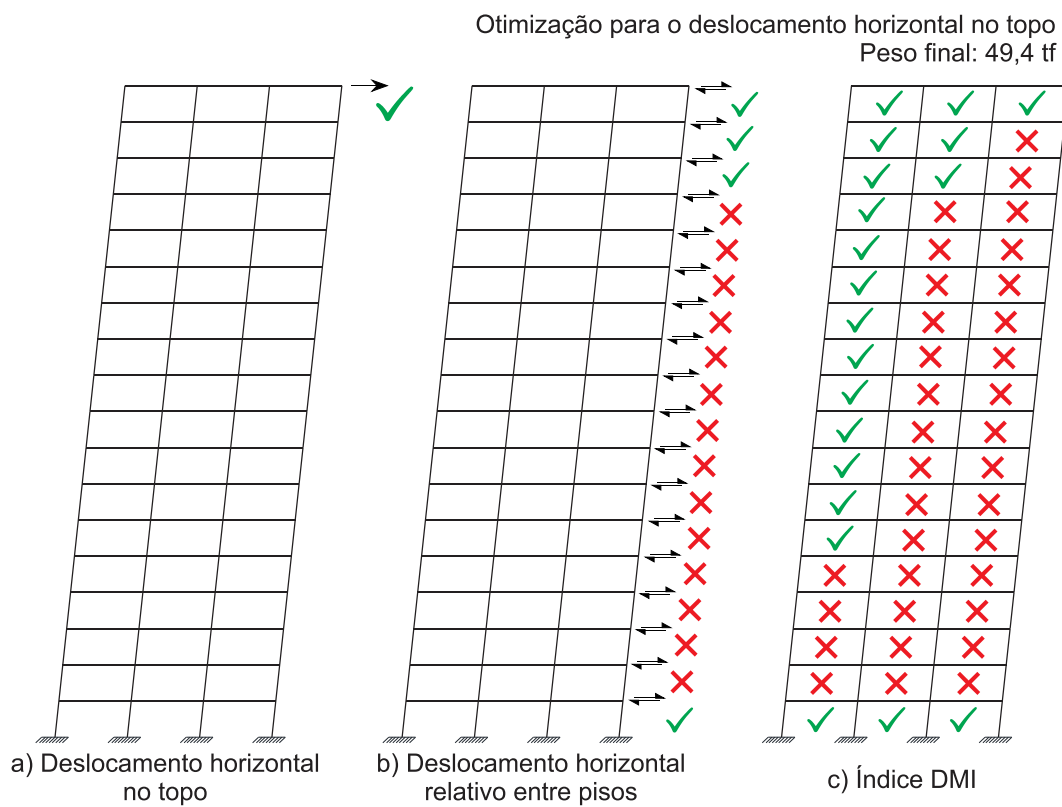 Otimização para o deslocamento horizontal no topo
Peso final: 49,4 tf
a) Deslocamento horizontal
no topo
b) Deslocamento horizontal
relativo entre pisos
c) Índice DMI